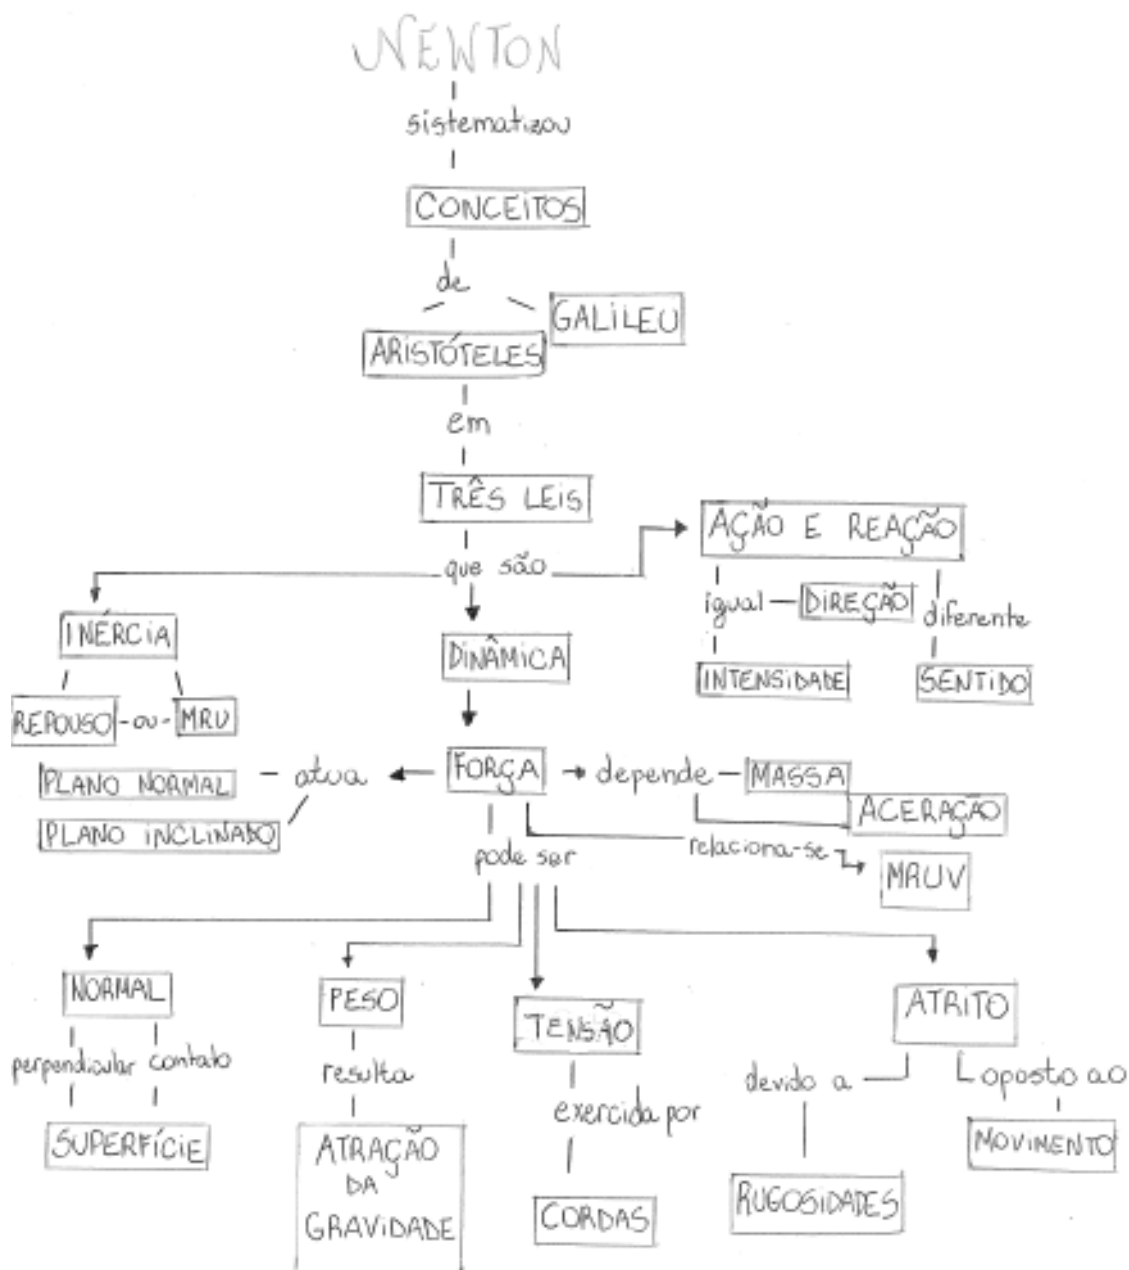 NEWTON
sistematizou
CONCEITOS
de
GALILEU
ARISTÓTELES
em
TRÊS LEIS
AÇÃO E REAÇÃO
que são
igual DIREÇÃO diferente
INÉRCIA
DINÂMICA
INTENSIDADE SENTIDO
REPOUSO - ou - MRU
PLANO NORMAL atua FORÇA depende MASSA
PLANO INCLINADO
ACERAÇÃO
pode ser relaciona-se
MRUV
NORMAL PESO TENSÃO ATRITO
perpendicular contato resulta devido a oposto ao
exercida por
SUPERFÍCIE
MOVIMENTO
ATRAÇÃO
DA
GRAVIDADE
CORDAS
RUGOSIDADES